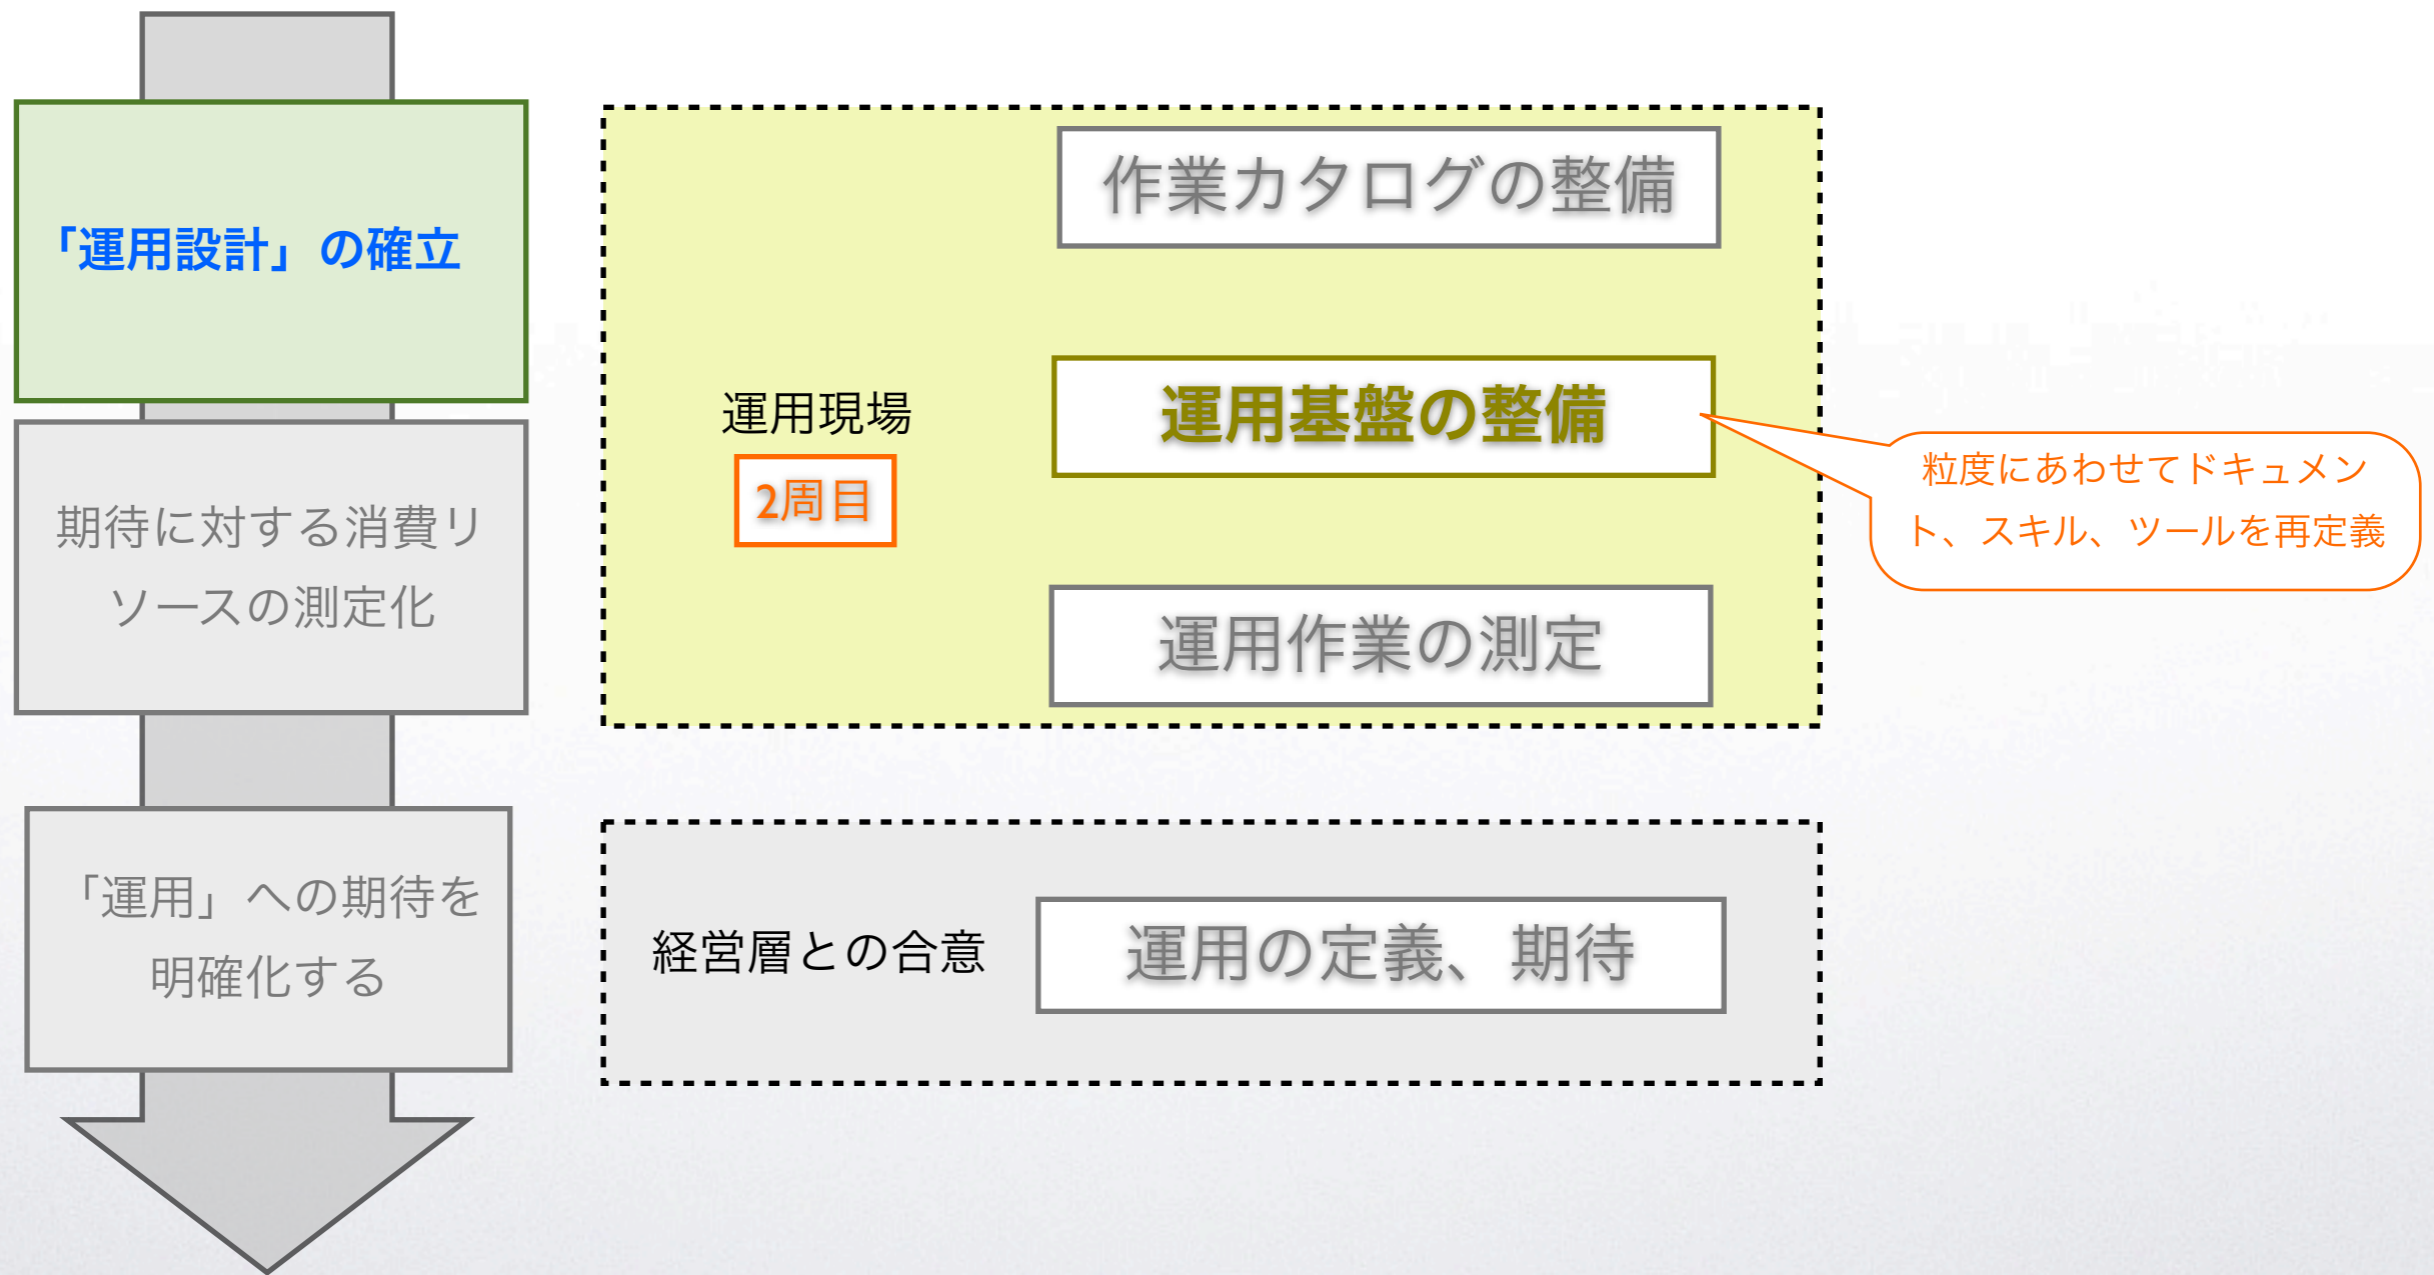 「運用設計」の確立
期待に対する消費リ
ソースの測定化
「運用」への期待を
明確化する
作業カタログの整備
運用現場
2周目
運用基盤の整備
粒度にあわせてドキュメン
ト、スキル、ツールを再定義
運用作業の測定
経営層との合意
運用の定義、期待